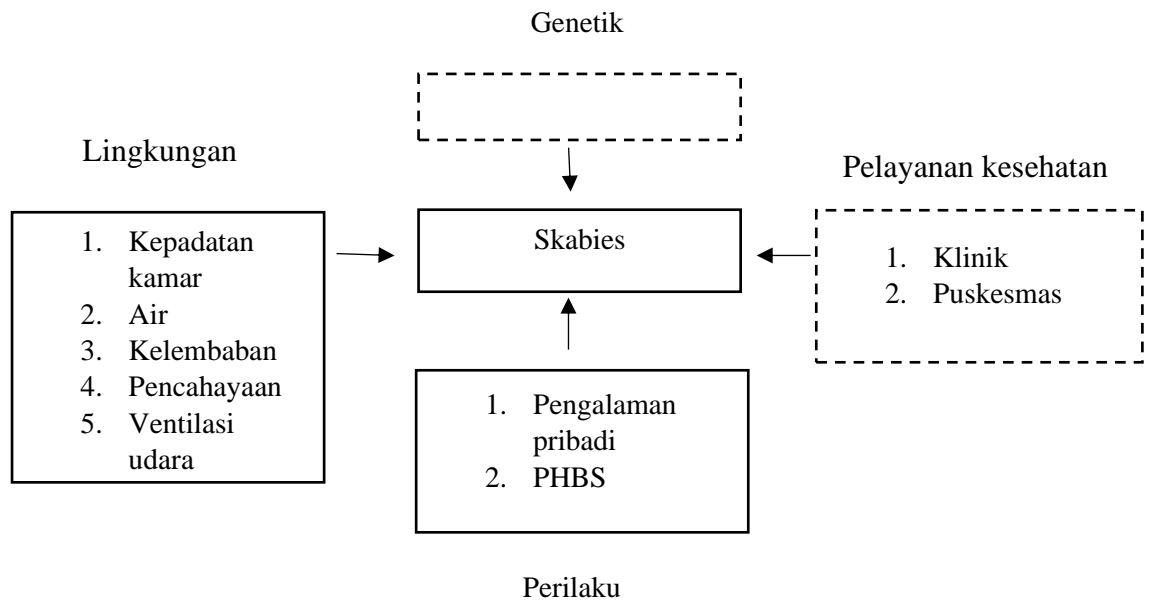 Genetik
Lingkungan
Pelayanan kesehatan
1. Kepadatan
kamar
2. Air
3. Kelembaban
4. Pencahayaan
5. Ventilasi
udara
Skabies
1. Klinik
2. Puskesmas
1. Pengalaman
pribadi
2. PHBS
Perilaku